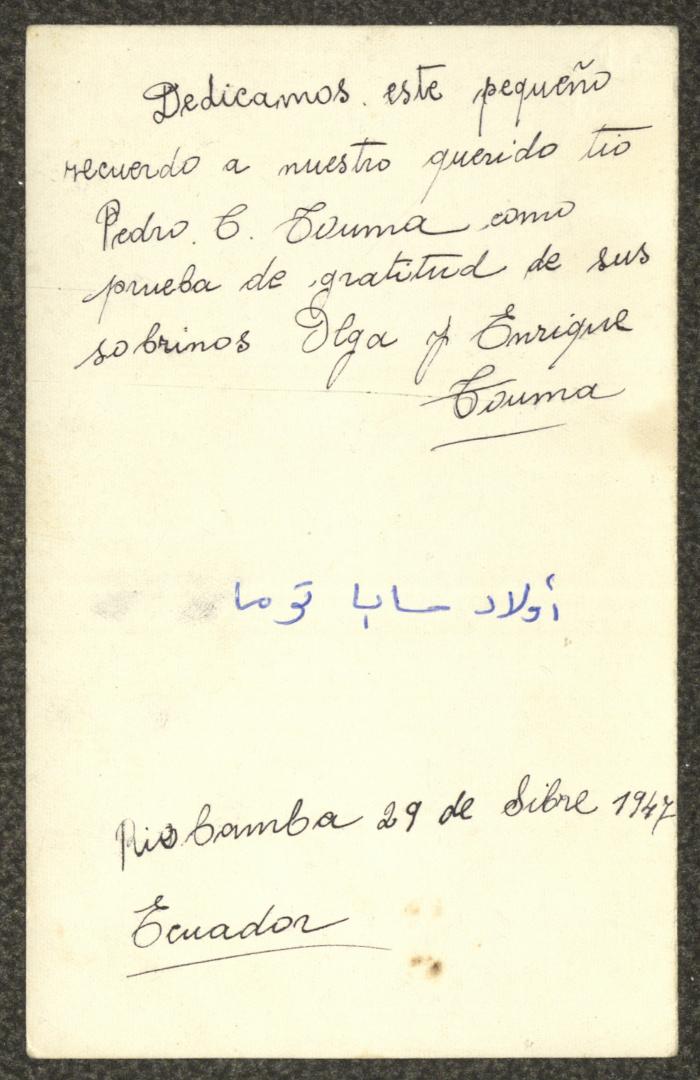 Dedicamos este pequeño
recuerdo a nuestro querido tio
Pedro. C. Touma como
prueba de gratitud de sus
sobrinos Olga y Enrique
Touma
أولاد سابا توما
Riobamba 29 de Sibre 1947
Ecuador